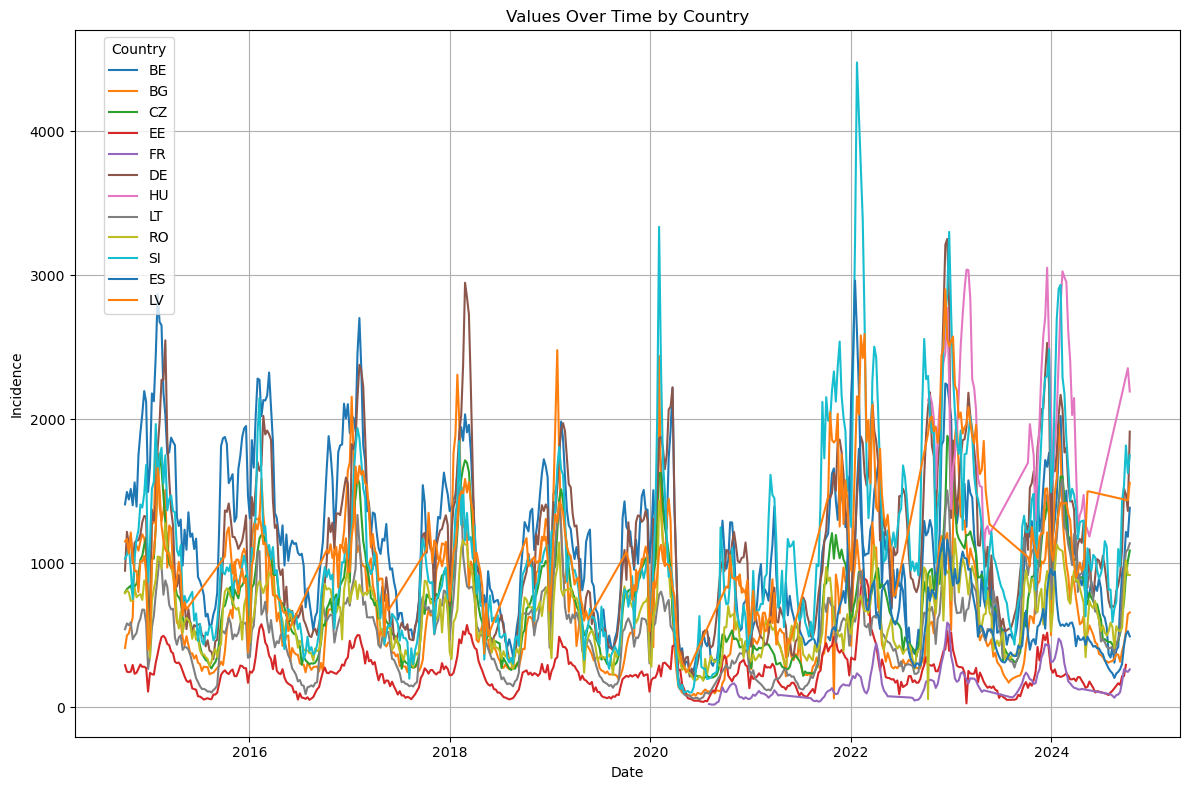 Values Over Time by Country
Country
BE
BG
CZ
EE
FR
DE
HU
LT
RO
SI
ES
LV
4000
3000
2000
1000
0
Incidence
2016
2018
2020
2022
2024
Date